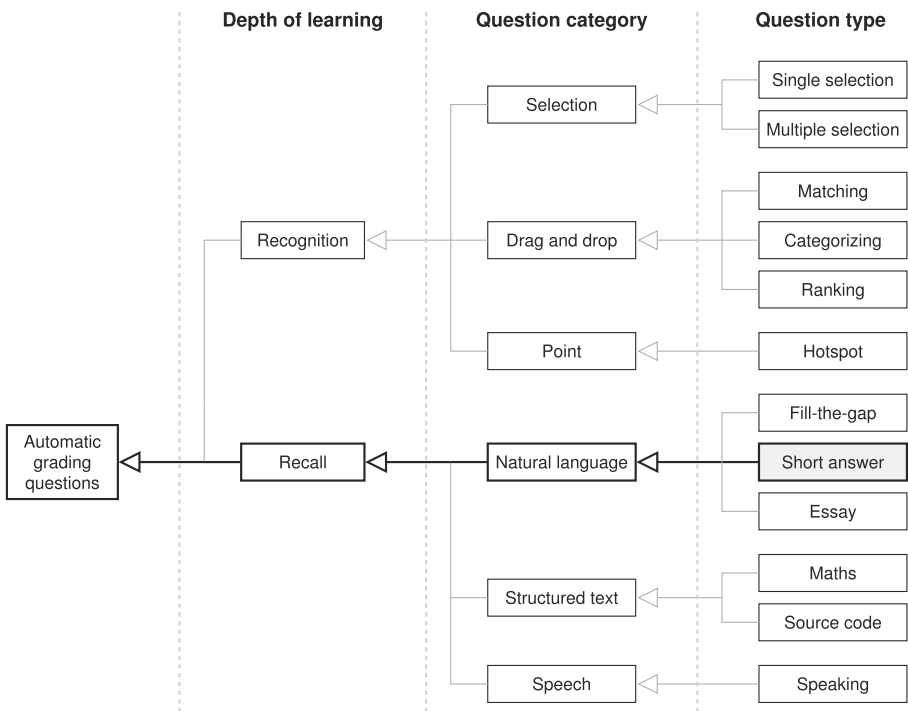 Depth of learning
Question category
Question type
Single selection
Selection
Multiple selection
Matching
Recognition
Drag and drop
Categorizing
Ranking
Point
Hotspot
Fill-the-gap
Automatic
grading
questions
Recall
Natural language
Short answer
Essay
Maths
Structured text
Source code
Speech
Speaking